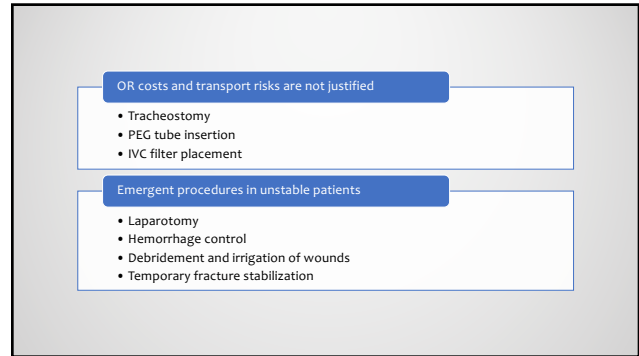 OR costs and transport risks are not justified
• Tracheostomy
• PEG tube insertion
• IVC filter placement
Emergent procedures in unstable patients
• Laparotomy
• Hemorrhage control
• Debridement and irrigation of wounds
• Temporary fracture stabilization